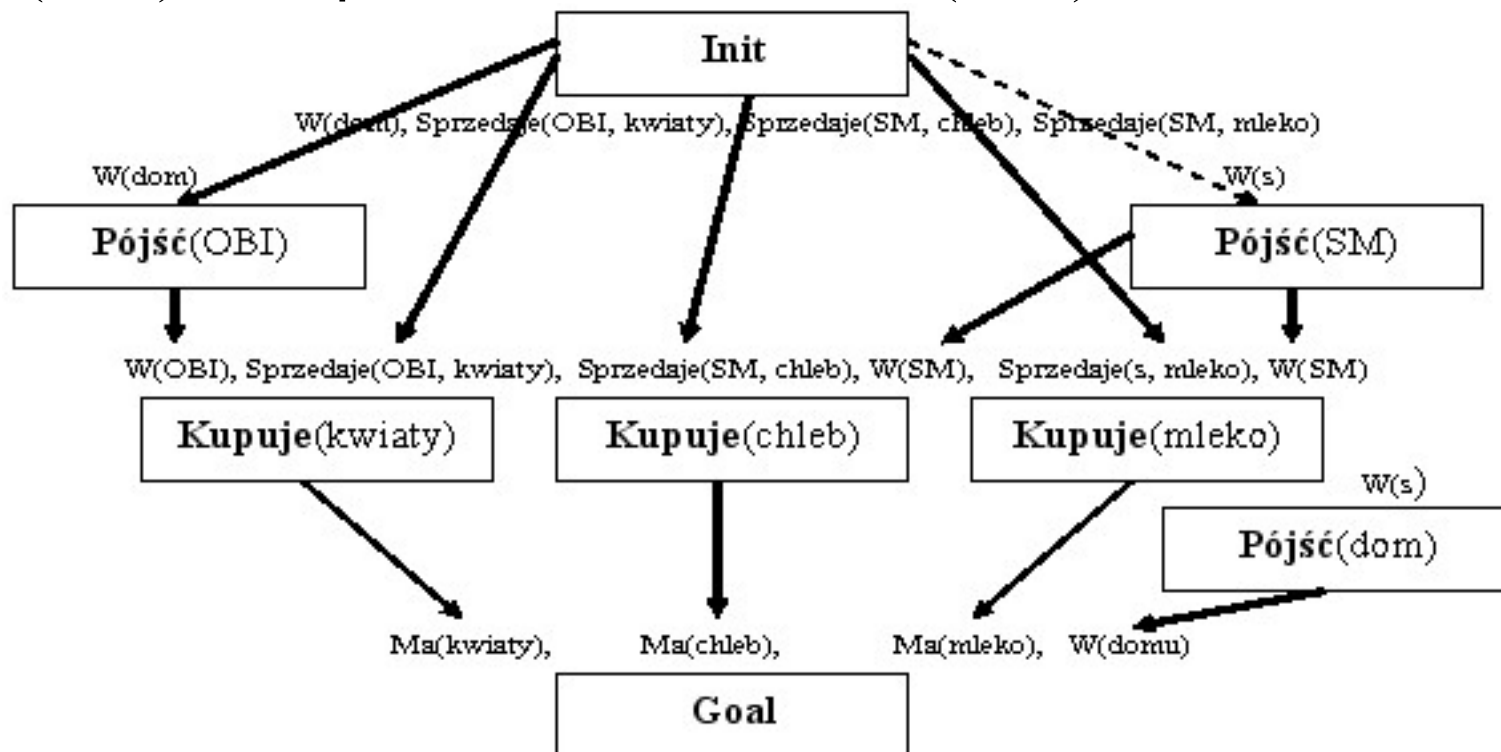 Init
W(dom), Sprzedaje(OBI, kwiaty), Sprzedaje(SM, chleb), Sprzedaje(SM, mleko)
W(dom)
W(s)
Pójść(OBI)
Pójść(SM)
W(OBI), Sprzedaje(OBI, kwiaty), Sprzedaje(SM, chleb), W(SM), Sprzedaje(s, mleko), W(SM)
Kupuje(kwiaty)
Kupuje(chleb)
Kupuje(mleko)
W(s)
Pójść(dom)
Ma(kwiaty), Ma(chleb), Ma(mleko), W(domu)
Goal